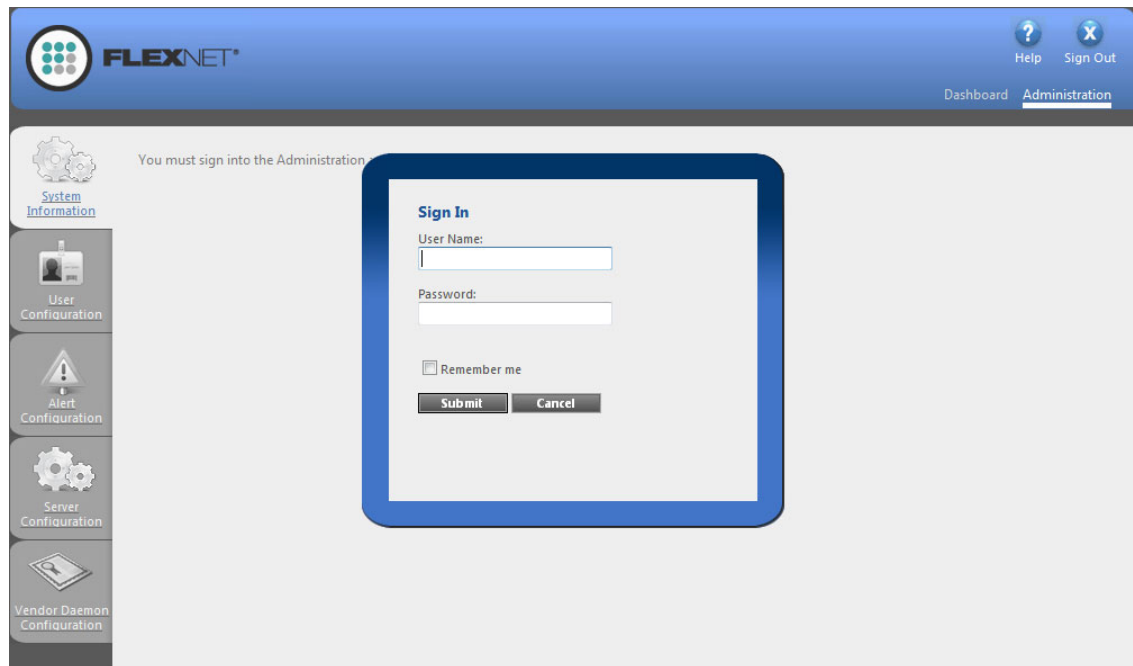 FLEXNET®
Help
Sign Out
Dashboard
Administration
System
Information
User
Configuration
Alert
Configuration
Server
Configuration
Vendor Daemon
Configuration
You must sign into the Administration
Sign In
User Name:
Password:
Remember me
Submit
Cancel